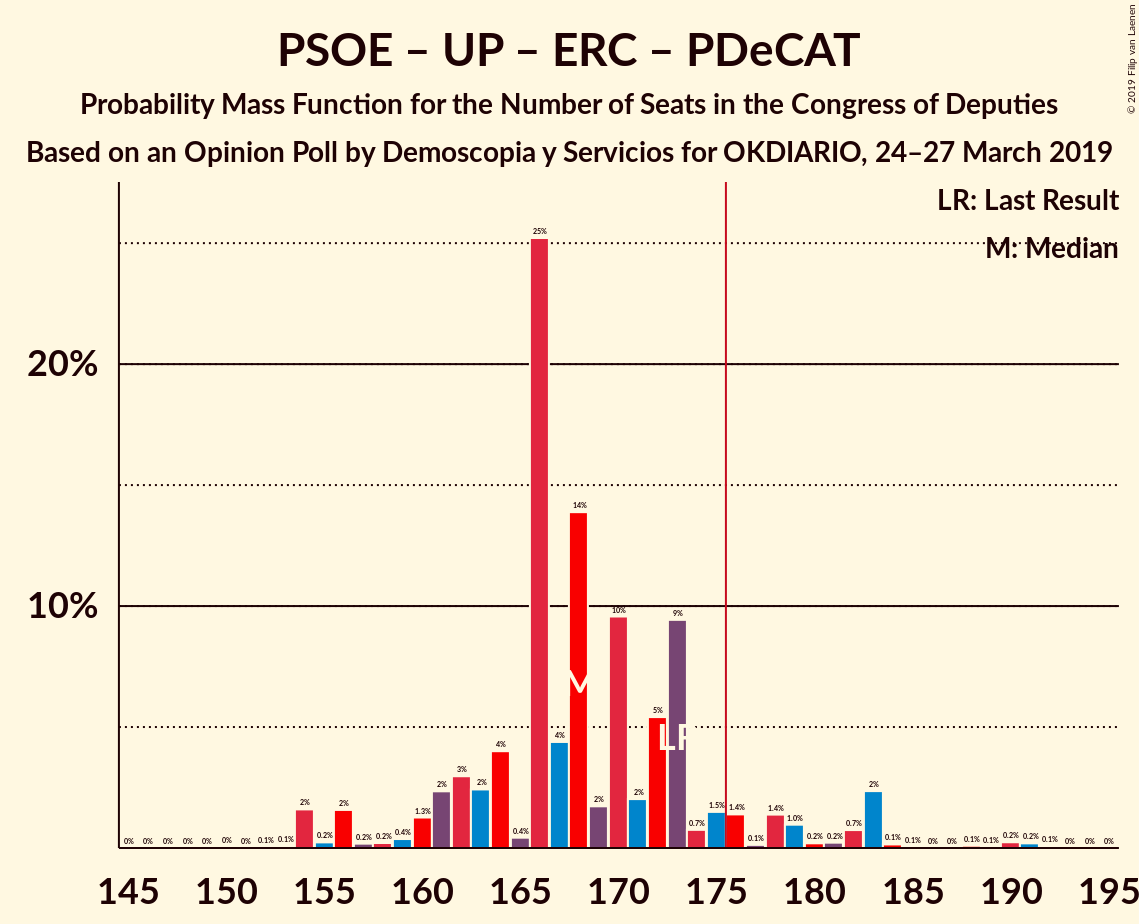 PSOE – UP – ERC – PDeCAT
Probability Mass Function for the Number of Seats in the Congress of Deputies
Based on an Opinion Poll by Demoscopia y Servicios for OKDIARIO, 24–27 March 2019
© 2019 Filip van Laenen
LR: Last Result
M: Median
20%
10%
0% 0% 0% 0% 0% 0% 0% 0.1% 0.1% 2% 0.2% 2% 0.2% 0.2% 0.4% 1.3% 2% 3% 2% 4% 0.4% 25% 4% 14% 2% 10% 2% 5% 9% 0.7% 1.5% 1.4% 0.1% 1.4% 1.0% 0.2% 0.2% 0.7% 2% 0.1% 0.1% 0% 0% 0.1% 0.1% 0.2% 0.2% 0.1% 0% 0% 0%
M
LR
145 150 155 160 165 170 175 180 185 190 195